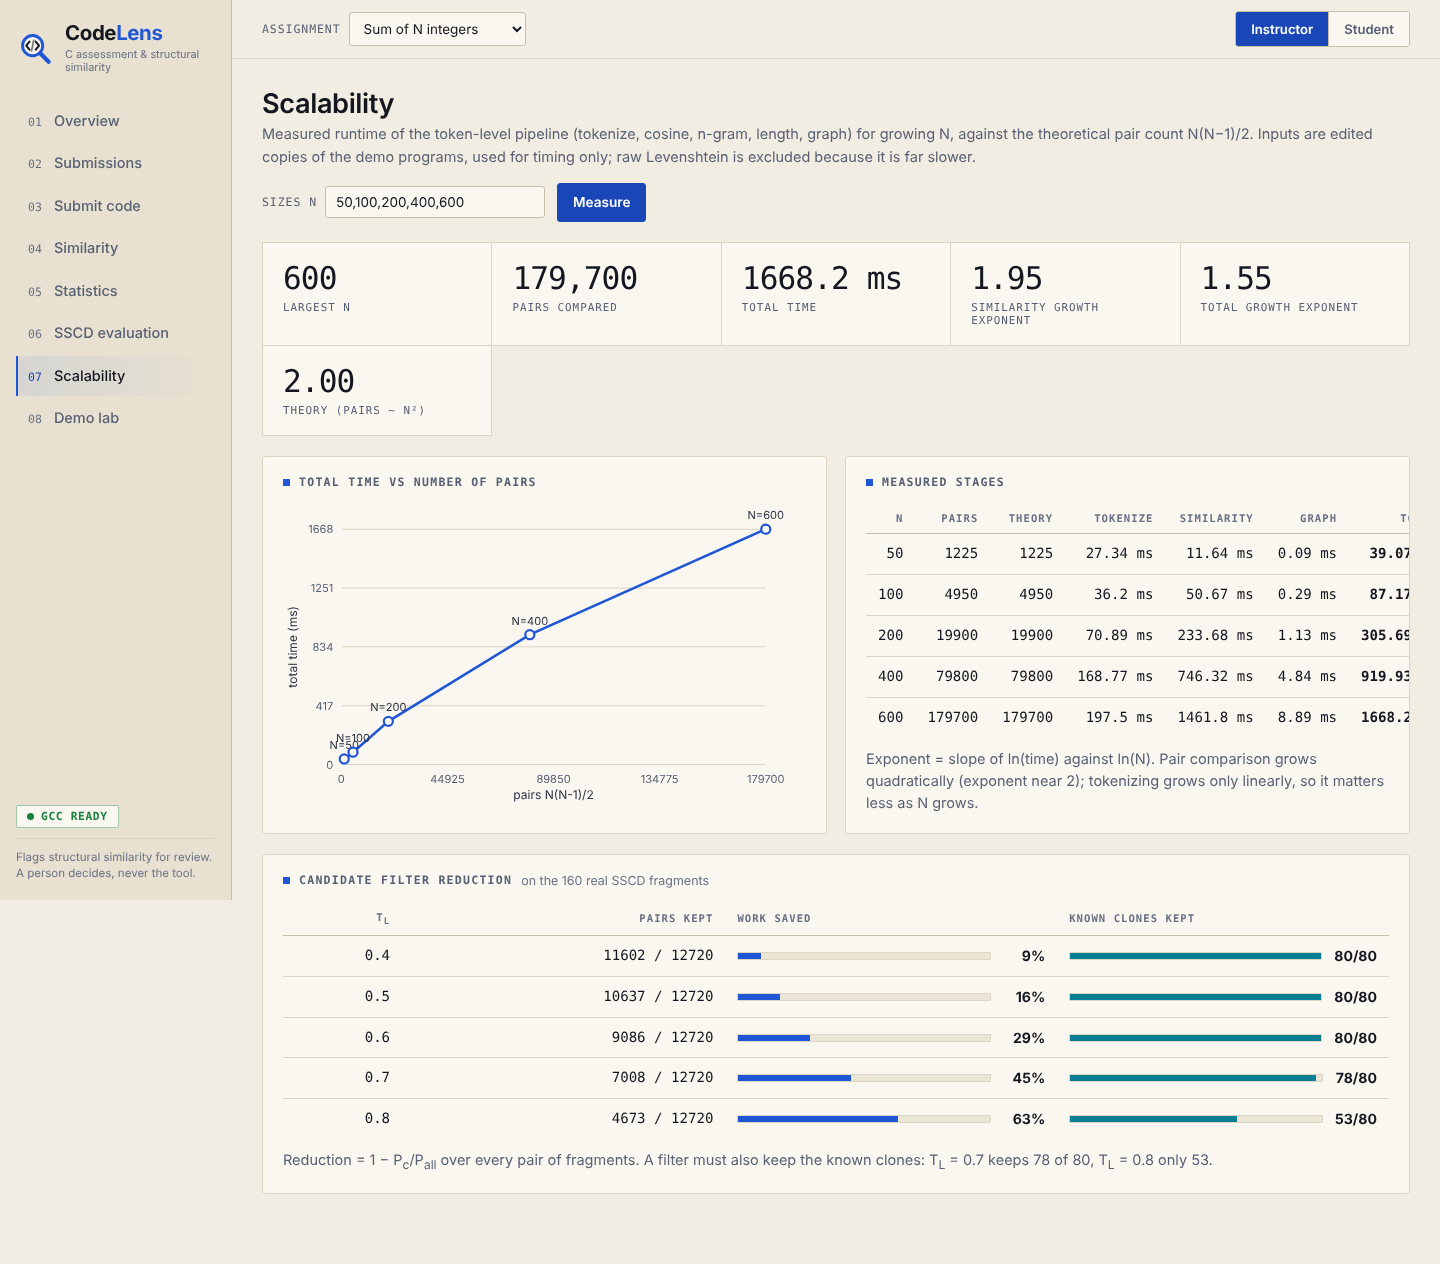 CodeLens
C assessment & structural
similarity
01 Overview
02 Submissions
03 Submit code
04 Similarity
05 Statistics
06 SSCD evaluation
07 Scalability
08 Demo lab
GCC READY
Flags structural similarity for review.
A person decides, never the tool.
ASSIGNMENT Sum of N integers
Instructor Student
Scalability
Measured runtime of the token-level pipeline (tokenize, cosine, n-gram, length, graph) for growing N, against the theoretical pair count N(N−1)/2. Inputs are edited
copies of the demo programs, used for timing only; raw Levenshtein is excluded because it is far slower.
SIZES N 50,100,200,400,600 Measure
600
LARGEST N
179,700
PAIRS COMPARED
1668.2 ms
TOTAL TIME
1.95
SIMILARITY GROWTH
EXPONENT
1.55
TOTAL GROWTH EXPONENT
2.00
THEORY (PAIRS ~ N²)
TOTAL TIME VS NUMBER OF PAIRS
N=600
1668
1251
N=400
834
total time (ms)
417
N=200
N=100
N=50
0
0 44925 89850 134775 179700
pairs N(N-1)/2
MEASURED STAGES
N PAIRS THEORY TOKENIZE SIMILARITY GRAPH
50 1225 1225 27.34 ms 11.64 ms 0.09 ms 39.07
100 4950 4950 36.2 ms 50.67 ms 0.29 ms 87.17
200 19900 19900 70.89 ms 233.68 ms 1.13 ms 305.69
400 79800 79800 168.77 ms 746.32 ms 4.84 ms 919.93
600 179700 179700 197.5 ms 1461.8 ms 8.89 ms 1668.2
Exponent = slope of ln(time) against ln(N). Pair comparison grows
quadratically (exponent near 2); tokenizing grows only linearly, so it matters
less as N grows.
CANDIDATE FILTER REDUCTION on the 160 real SSCD fragments
TL PAIRS KEPT WORK SAVED KNOWN CLONES KEPT
0.4 11602 / 12720 9% 80/80
0.5 10637 / 12720 16% 80/80
0.6 9086 / 12720 29% 80/80
0.7 7008 / 12720 45% 78/80
0.8 4673 / 12720 63% 53/80
Reduction = 1 − Pc/Pall over every pair of fragments. A filter must also keep the known clones: TL = 0.7 keeps 78 of 80, TL = 0.8 only 53.